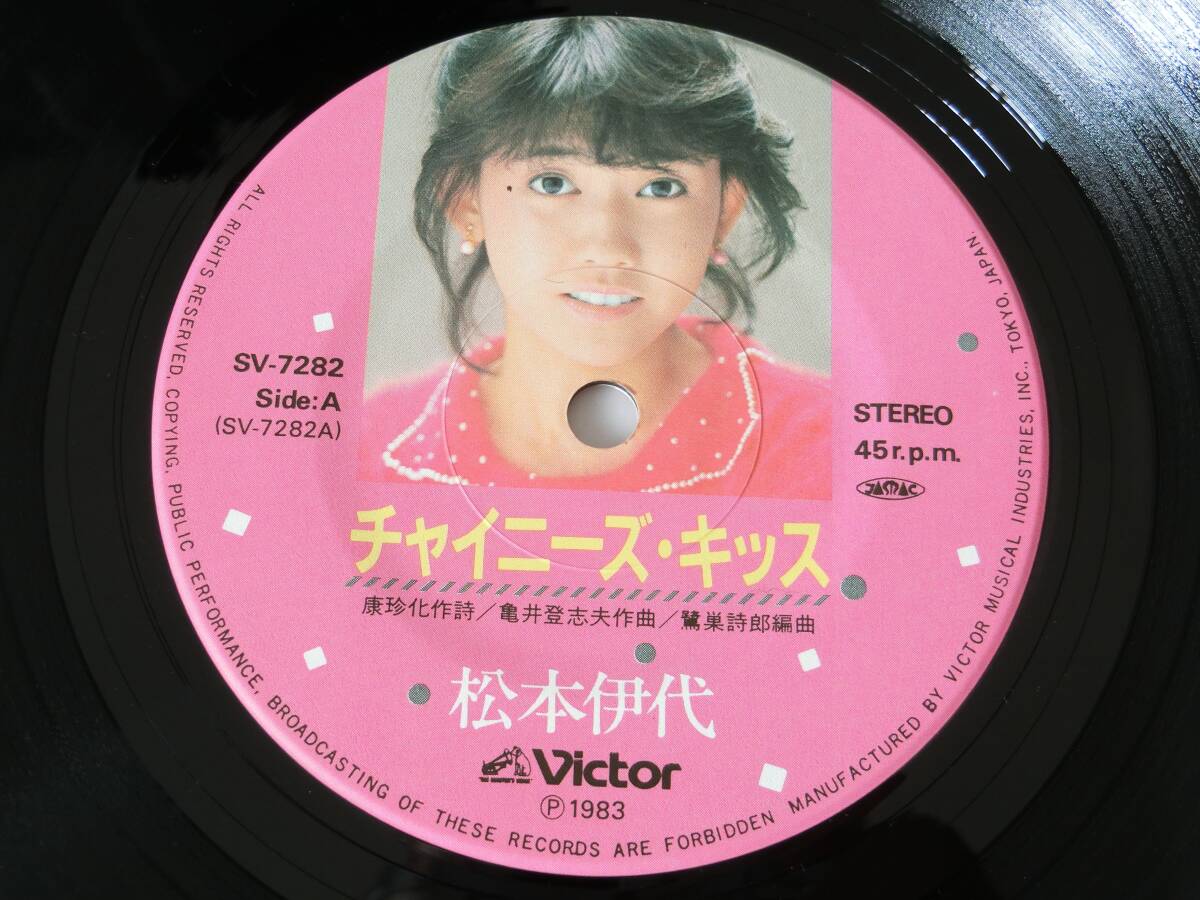 SV-7282
Side:A
(SV-7282A)
STEREO
45r.p.m.
JASRAC
チャイニーズ・キッス
康珍化作詩／亀井登志夫作曲／鷺巣詩郎編曲
松本伊代
Victor
Ⓟ1983
ALL RIGHTS RESERVED, COPYING, PUBLIC PERFORMANCE, BROADCASTING OF THESE RECORDS ARE FORBIDDEN MANUFACTURED BY VICTOR MUSICAL INDUSTRIES, INC., TOKYO, JAPAN.